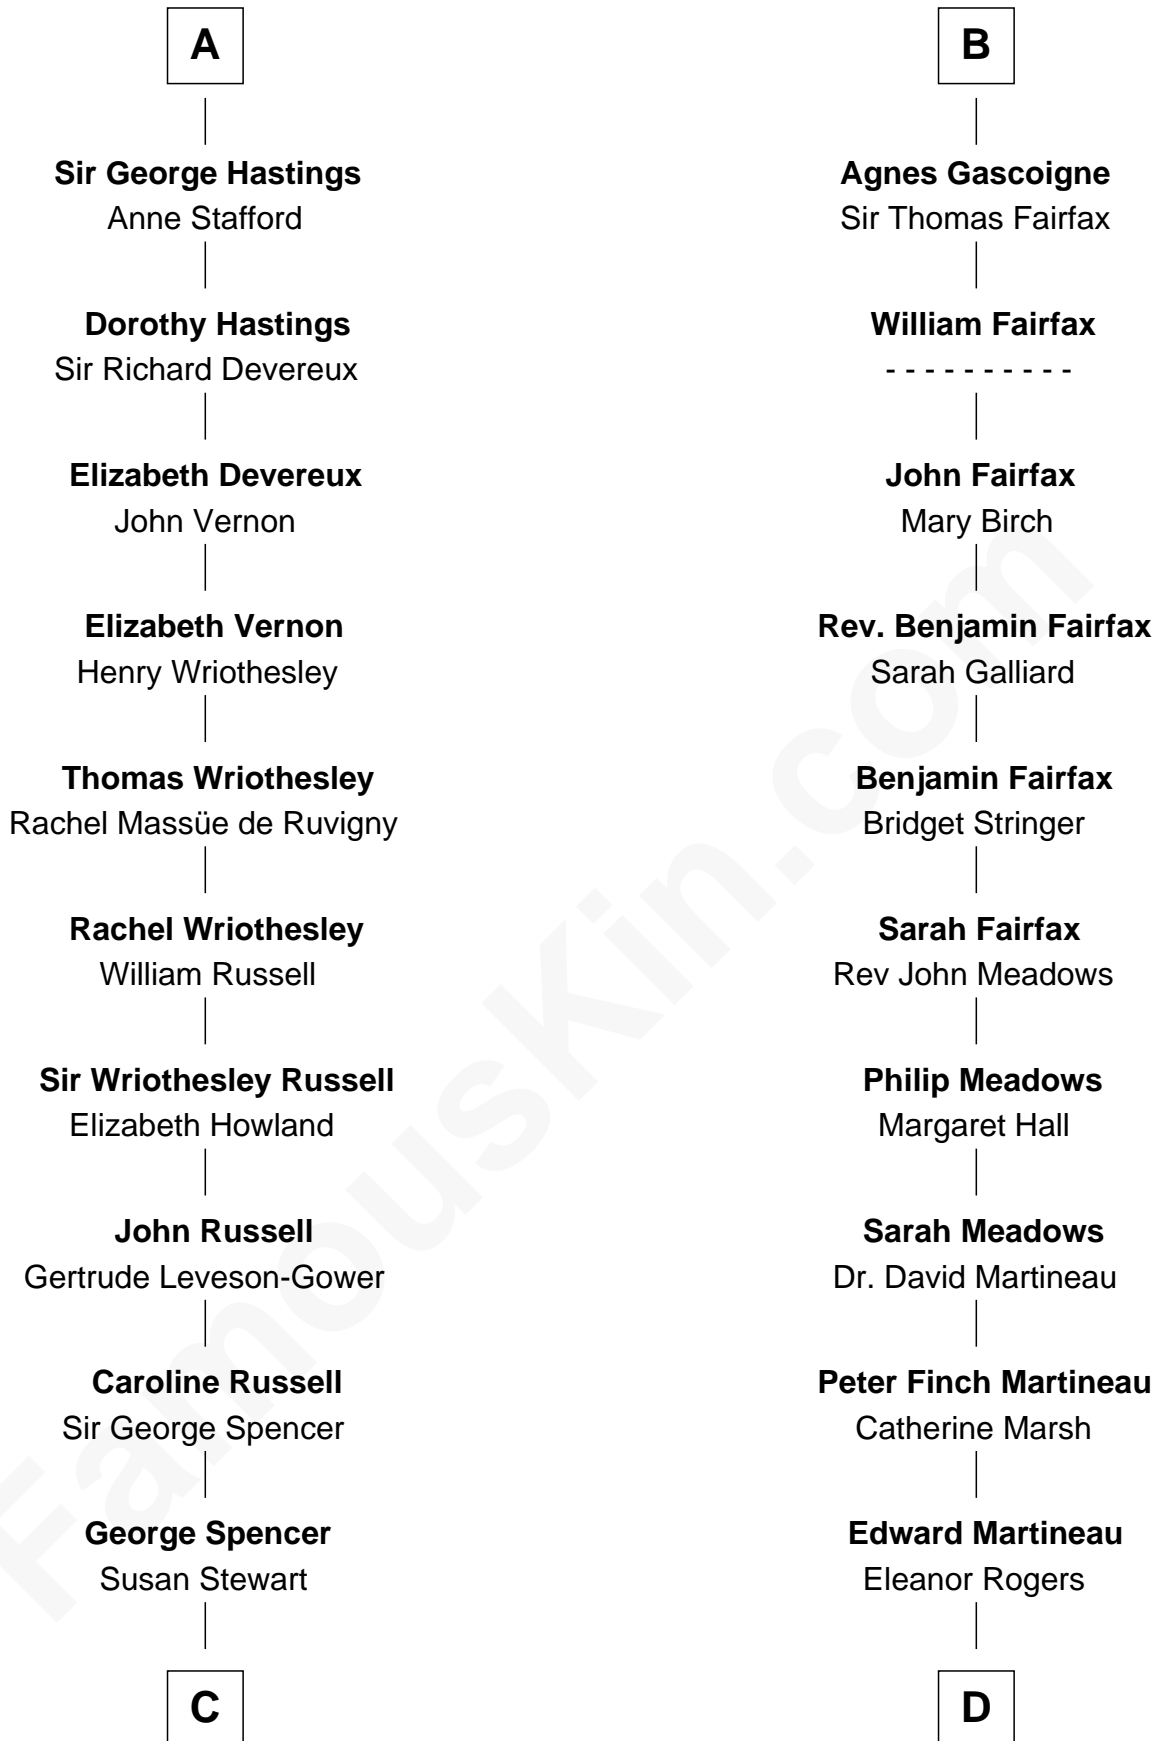 A
Sir George Hastings
Anne Stafford
Dorothy Hastings
Sir Richard Devereux
Elizabeth Devereux
John Vernon
Elizabeth Vernon
Henry Wriothesley
Thomas Wriothesley
Rachel Massüe de Ruvigny
Rachel Wriothesley
William Russell
Sir Wriothesley Russell
Elizabeth Howland
John Russell
Gertrude Leveson-Gower
Caroline Russell
Sir George Spencer
George Spencer
Susan Stewart
C
B
Agnes Gascoigne
Sir Thomas Fairfax
William Fairfax
- - - - - - - - - -
John Fairfax
Mary Birch
Rev. Benjamin Fairfax
Sarah Galliard
Benjamin Fairfax
Bridget Stringer
Sarah Fairfax
Rev John Meadows
Philip Meadows
Margaret Hall
Sarah Meadows
Dr. David Martineau
Peter Finch Martineau
Catherine Marsh
Edward Martineau
Eleanor Rogers
D
FamousKin.com